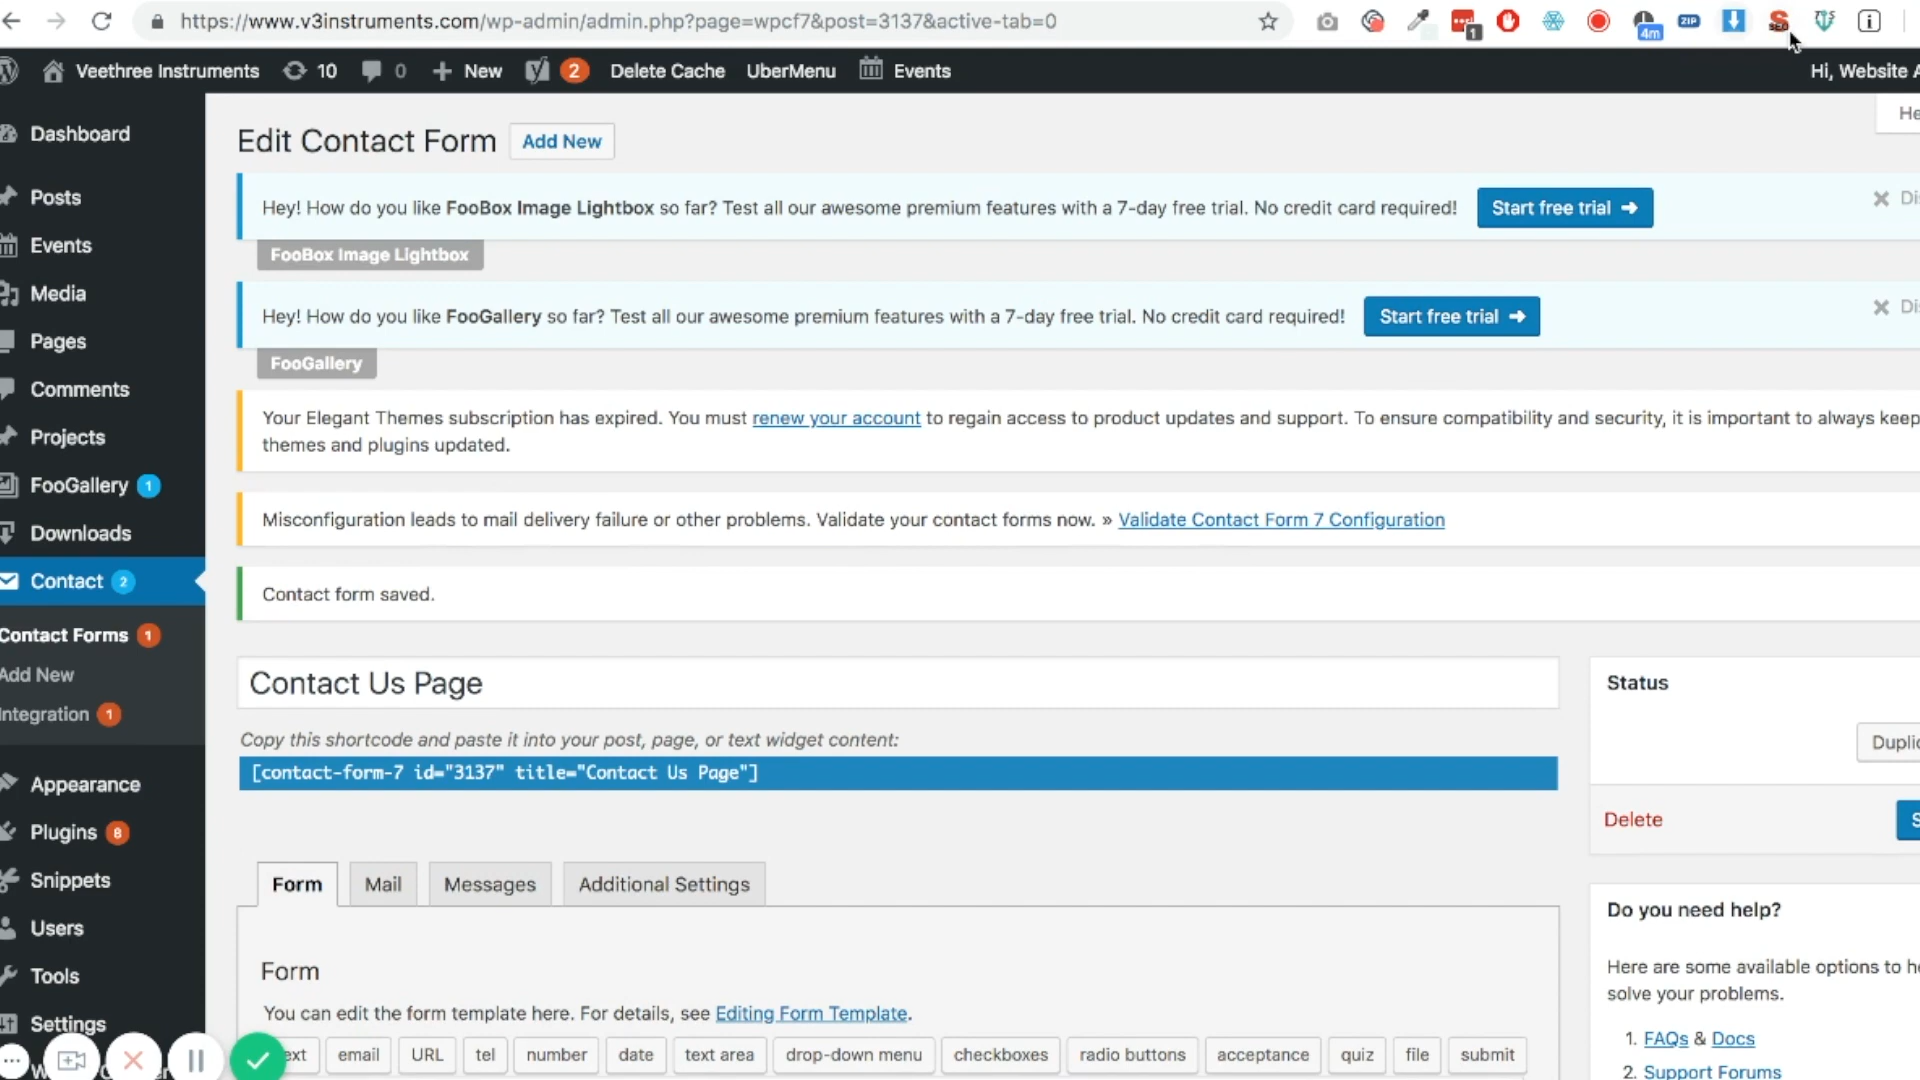 https://www.v3instruments.com/wp-admin/admin.php?page=wpcf7&post=3137&active-tab=0
1
4m
ZIP
SEO
Veethree Instruments
10
0
New
2
Delete Cache
UberMenu
Events
Hi, Website
Dashboard
Posts
Events
Media
Pages
Comments
Projects
FooGallery 1
Downloads
Contact 2
Contact Forms 1
Add New
Integration 1
Appearance
Plugins 8
Snippets
Users
Tools
Settings
Edit Contact Form
Add New
Hey! How do you like FooBox Image Lightbox so far? Test all our awesome premium features with a 7-day free trial. No credit card required!
Start free trial ➜
FooBox Image Lightbox
Hey! How do you like FooGallery so far? Test all our awesome premium features with a 7-day free trial. No credit card required!
Start free trial ➜
FooGallery
Your Elegant Themes subscription has expired. You must renew your account to regain access to product updates and support. To ensure compatibility and security, it is important to always keep
themes and plugins updated.
Misconfiguration leads to mail delivery failure or other problems. Validate your contact forms now. » Validate Contact Form 7 Configuration
Contact form saved.
Contact Us Page
Copy this shortcode and paste it into your post, page, or text widget content:
[contact-form-7 id="3137" title="Contact Us Page"]
Form
Mail
Messages
Additional Settings
Form
You can edit the form template here. For details, see Editing Form Template.
ext
email
URL
tel
number
date
text area
drop-down menu
checkboxes
radio buttons
acceptance
quiz
file
submit
Status
Duplic
Delete
Do you need help?
Here are some available options to he
solve your problems.
1. FAQs & Docs
2. Support Forums